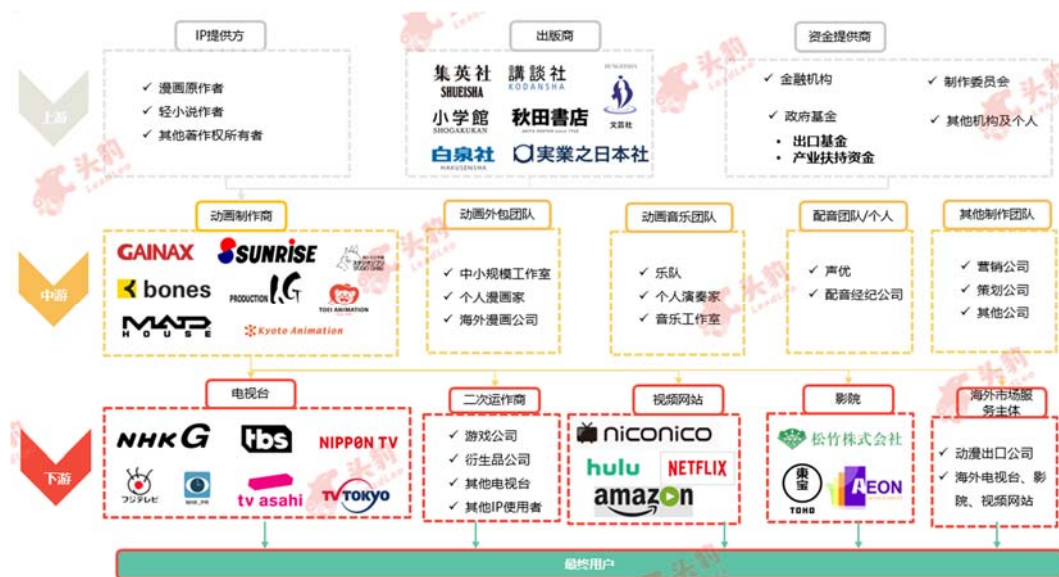 IP提供方
出版商
资金提供商
上游
✓ 漫画原作者
✓ 轻小说作者
✓ 其他著作权所有者
集英社
SHUEISHA
講談社
KODANSHA
小学館
SHOGAKUKAN
秋田書店
文芸社
白泉社
HAKUSENSHA
実業之日本社
✓ 金融机构
✓ 政府基金
• 出口基金
• 产业扶持资金
✓ 制作委员会
✓ 其他机构及个人
动画制作商
动画外包团队
动画音乐团队
配音团队/个人
其他制作团队
中游
GAINAX
SUNRISE
bones
PRODUCTION I.G
TOEI ANIMATION
MADHOUSE
Kyoto Animation
✓ 中小规模工作室
✓ 个人漫画家
✓ 海外漫画公司
✓ 乐队
✓ 个人演奏家
✓ 音乐工作室
✓ 声优
✓ 配音经纪公司
✓ 营销公司
✓ 策划公司
✓ 其他公司
电视台
二次运作商
视频网站
影院
海外市场服
务主体
下游
NHK G
tbs
NIPPON TV
フジテレビ
tv asahi
TV TOKYO
✓ 游戏公司
✓ 衍生品公司
✓ 其他电视台
✓ 其他IP使用者
niconico
hulu
NETFLIX
amazon
松竹株式会社
東宝
TOHO
AEON
✓ 动漫出口公司
✓ 海外电视台、影
院、视频网站
最终用户
头豹
LeadLeo